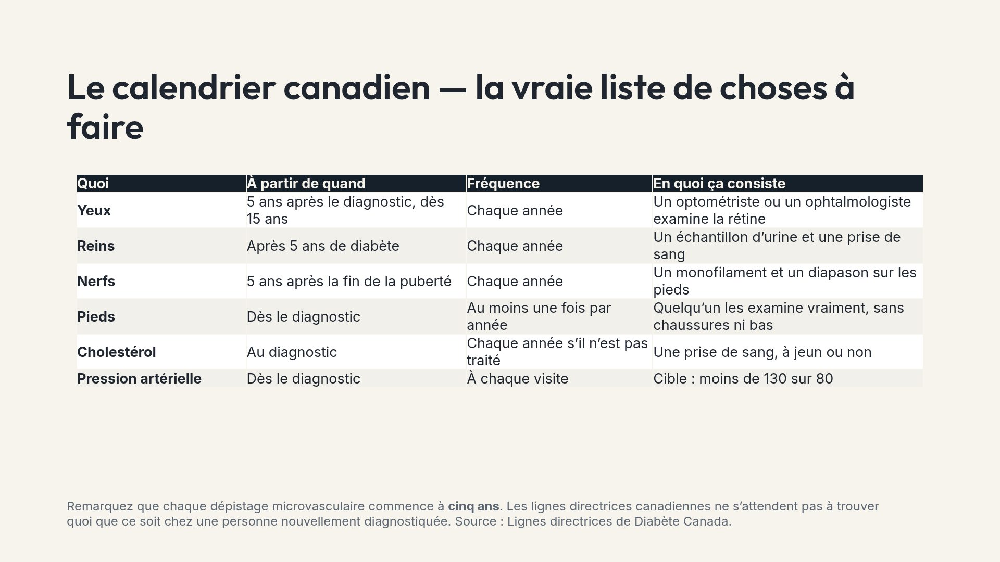 Le calendrier canadien — la vraie liste de choses à
faire
Quoi
À partir de quand
Fréquence
En quoi ça consiste
Yeux
5 ans après le diagnostic, dès
15 ans
Chaque année
Un optométriste ou un ophtalmologiste
examine la rétine
Reins
Après 5 ans de diabète
Chaque année
Un échantillon d’urine et une prise de
sang
Nerfs
5 ans après la fin de la puberté
Chaque année
Un monofilament et un diapason sur les
pieds
Pieds
Dès le diagnostic
Au moins une fois par
année
Quelqu’un les examine vraiment, sans
chaussures ni bas
Cholestérol
Au diagnostic
Chaque année s’il n’est pas
traité
Une prise de sang, à jeun ou non
Pression artérielle
Dès le diagnostic
À chaque visite
Cible : moins de 130 sur 80
Remarquez que chaque dépistage microvasculaire commence à cinq ans. Les lignes directrices canadiennes ne s’attendent pas à trouver
quoi que ce soit chez une personne nouvellement diagnostiquée. Source : Lignes directrices de Diabète Canada.